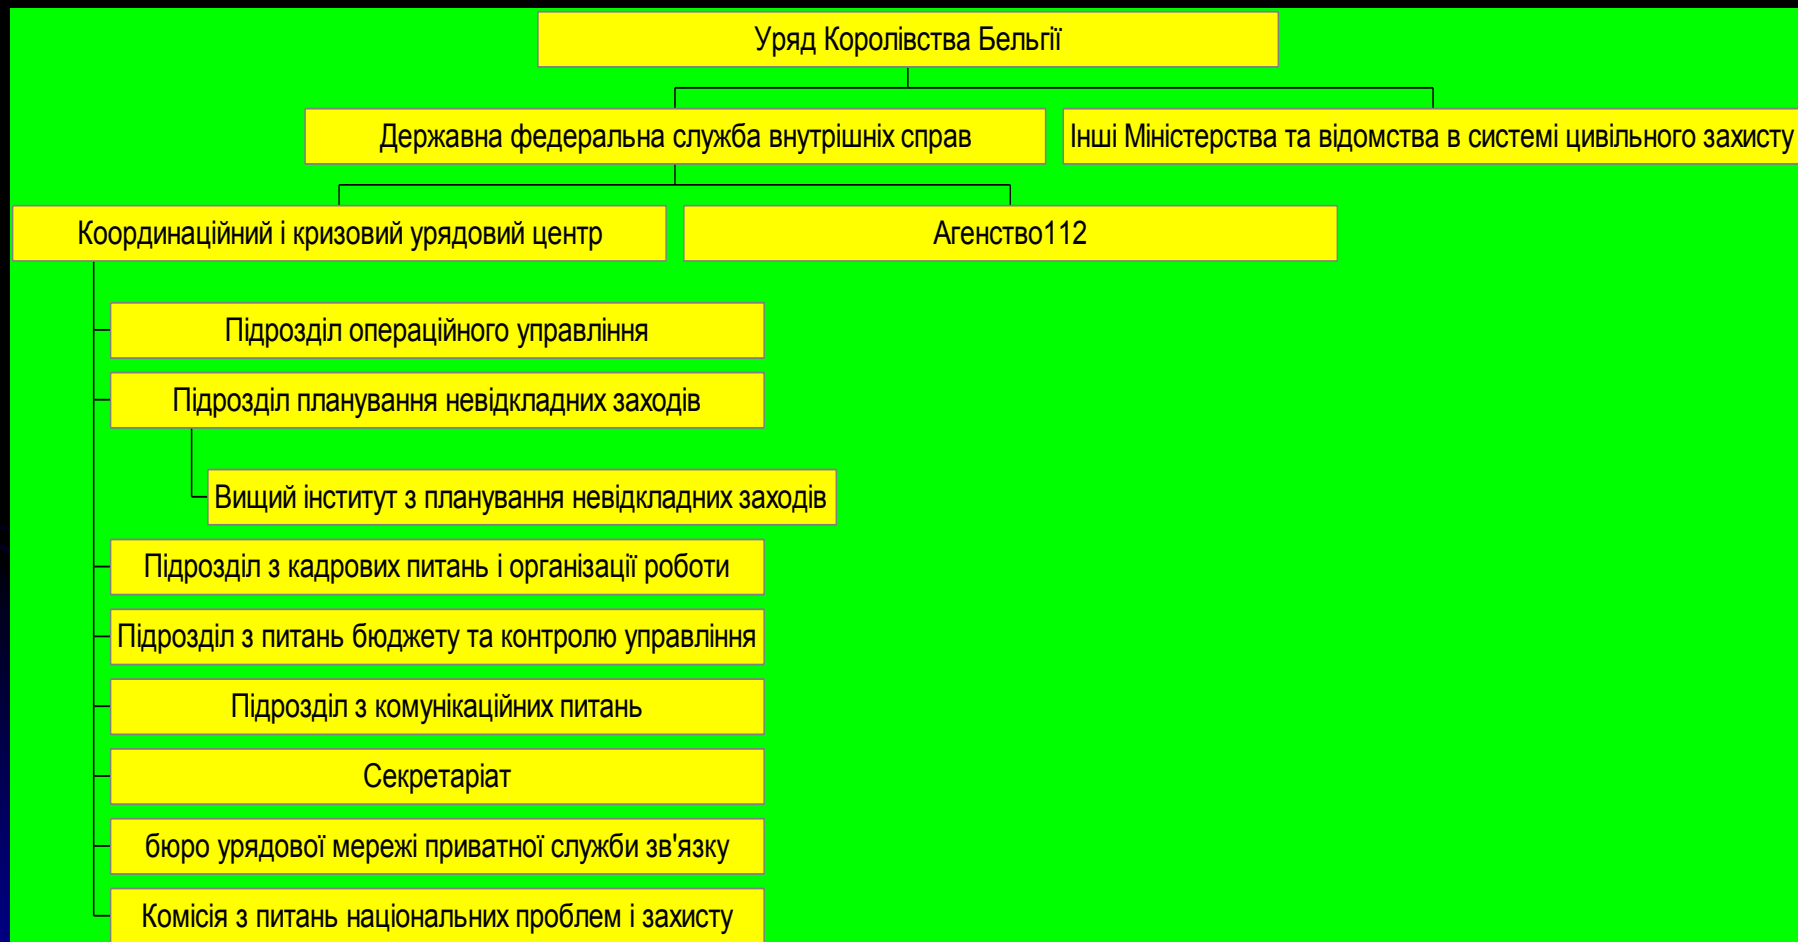 Уряд Королівства Бельгії
Державна федеральна служба внутрішніх справ
Інші Міністерства та відомства в системі цивільного захисту
Координаційний і кризовий урядовий центр
Агенство112
Підрозділ операційного управління
Підрозділ планування невідкладних заходів
Вищий інститут з планування невідкладних заходів
Підрозділ з кадрових питань і організації роботи
Підрозділ з питань бюджету та контролю управління
Підрозділ з комунікаційних питань
Секретаріат
бюро урядової мережі приватної служби зв'язку
Комісія з питань національних проблем і захисту